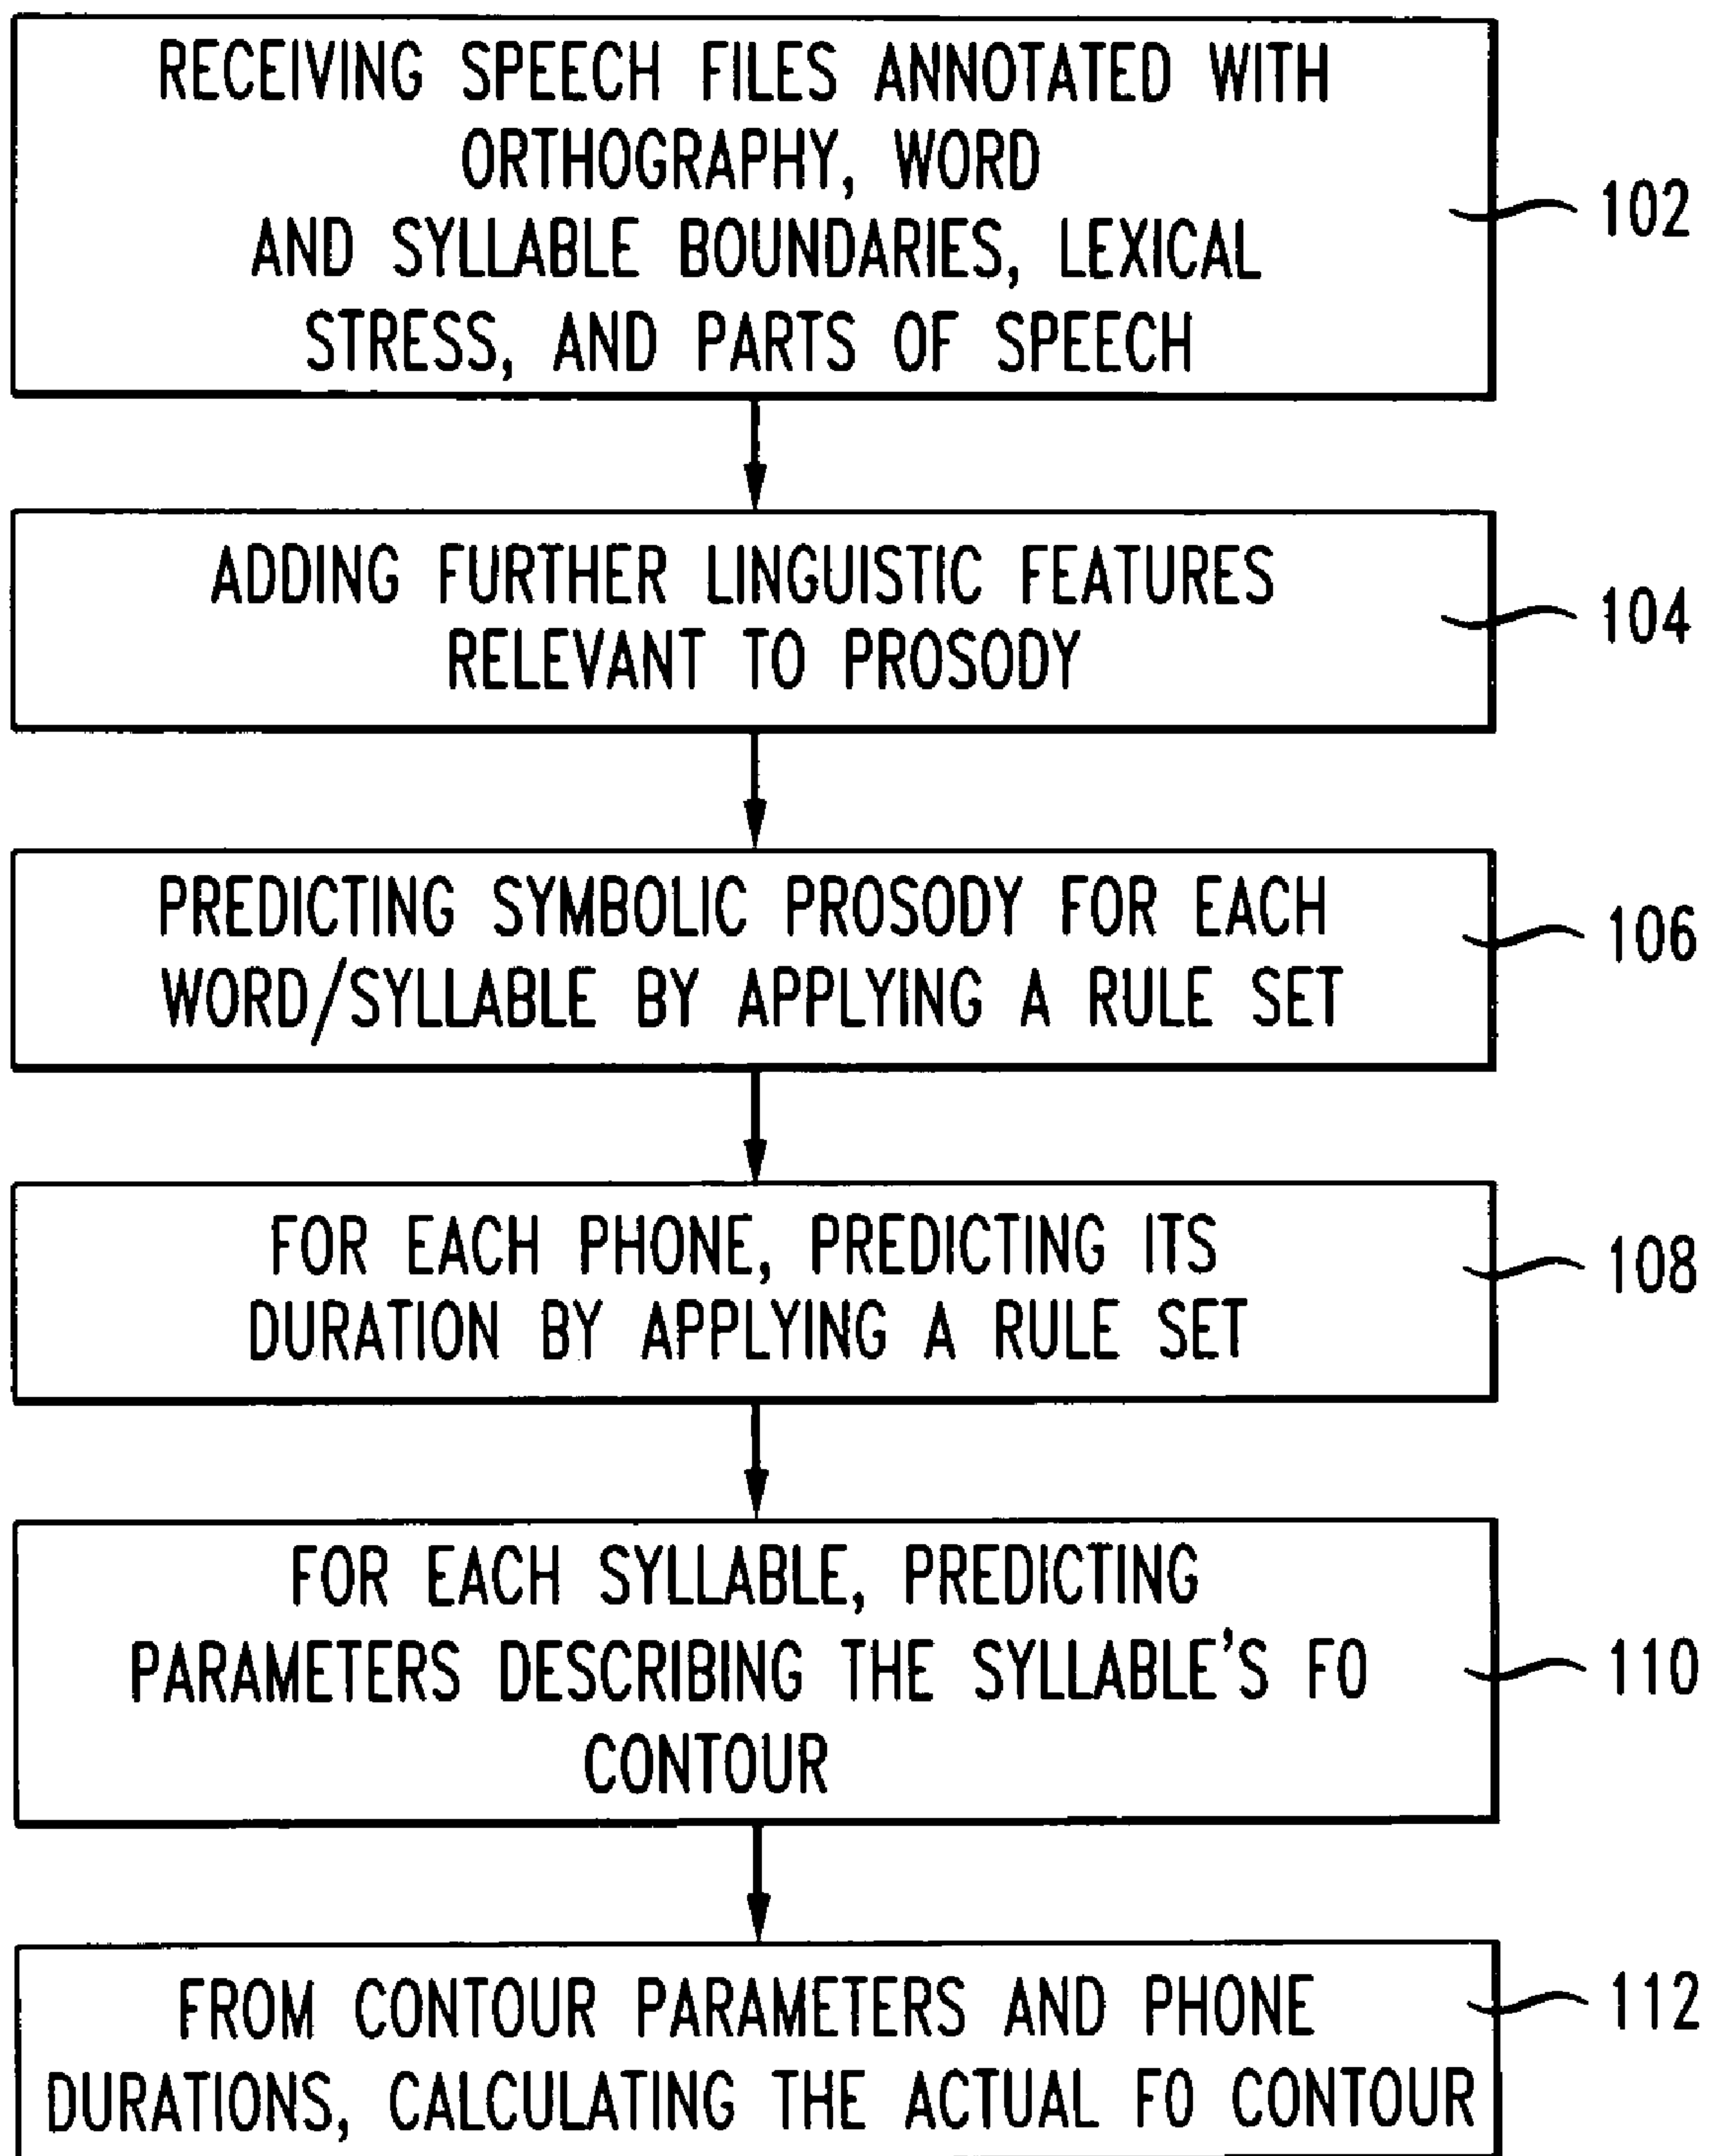 RECEIVING SPEECH FILES ANNOTATED WITH
ORTHOGRAPHY, WORD
AND SYLLABLE BOUNDARIES, LEXICAL
STRESS, AND PARTS OF SPEECH
102
ADDING FURTHER LINGUISTIC FEATURES
RELEVANT TO PROSODY
104
PREDICTING SYMBOLIC PROSODY FOR EACH
WORD/SYLLABLE BY APPLYING A RULE SET
106
FOR EACH PHONE, PREDICTING ITS
DURATION BY APPLYING A RULE SET
108
FOR EACH SYLLABLE, PREDICTING
PARAMETERS DESCRIBING THE SYLLABLE'S F0
CONTOUR
110
FROM CONTOUR PARAMETERS AND PHONE
DURATIONS, CALCULATING THE ACTUAL F0 CONTOUR
112